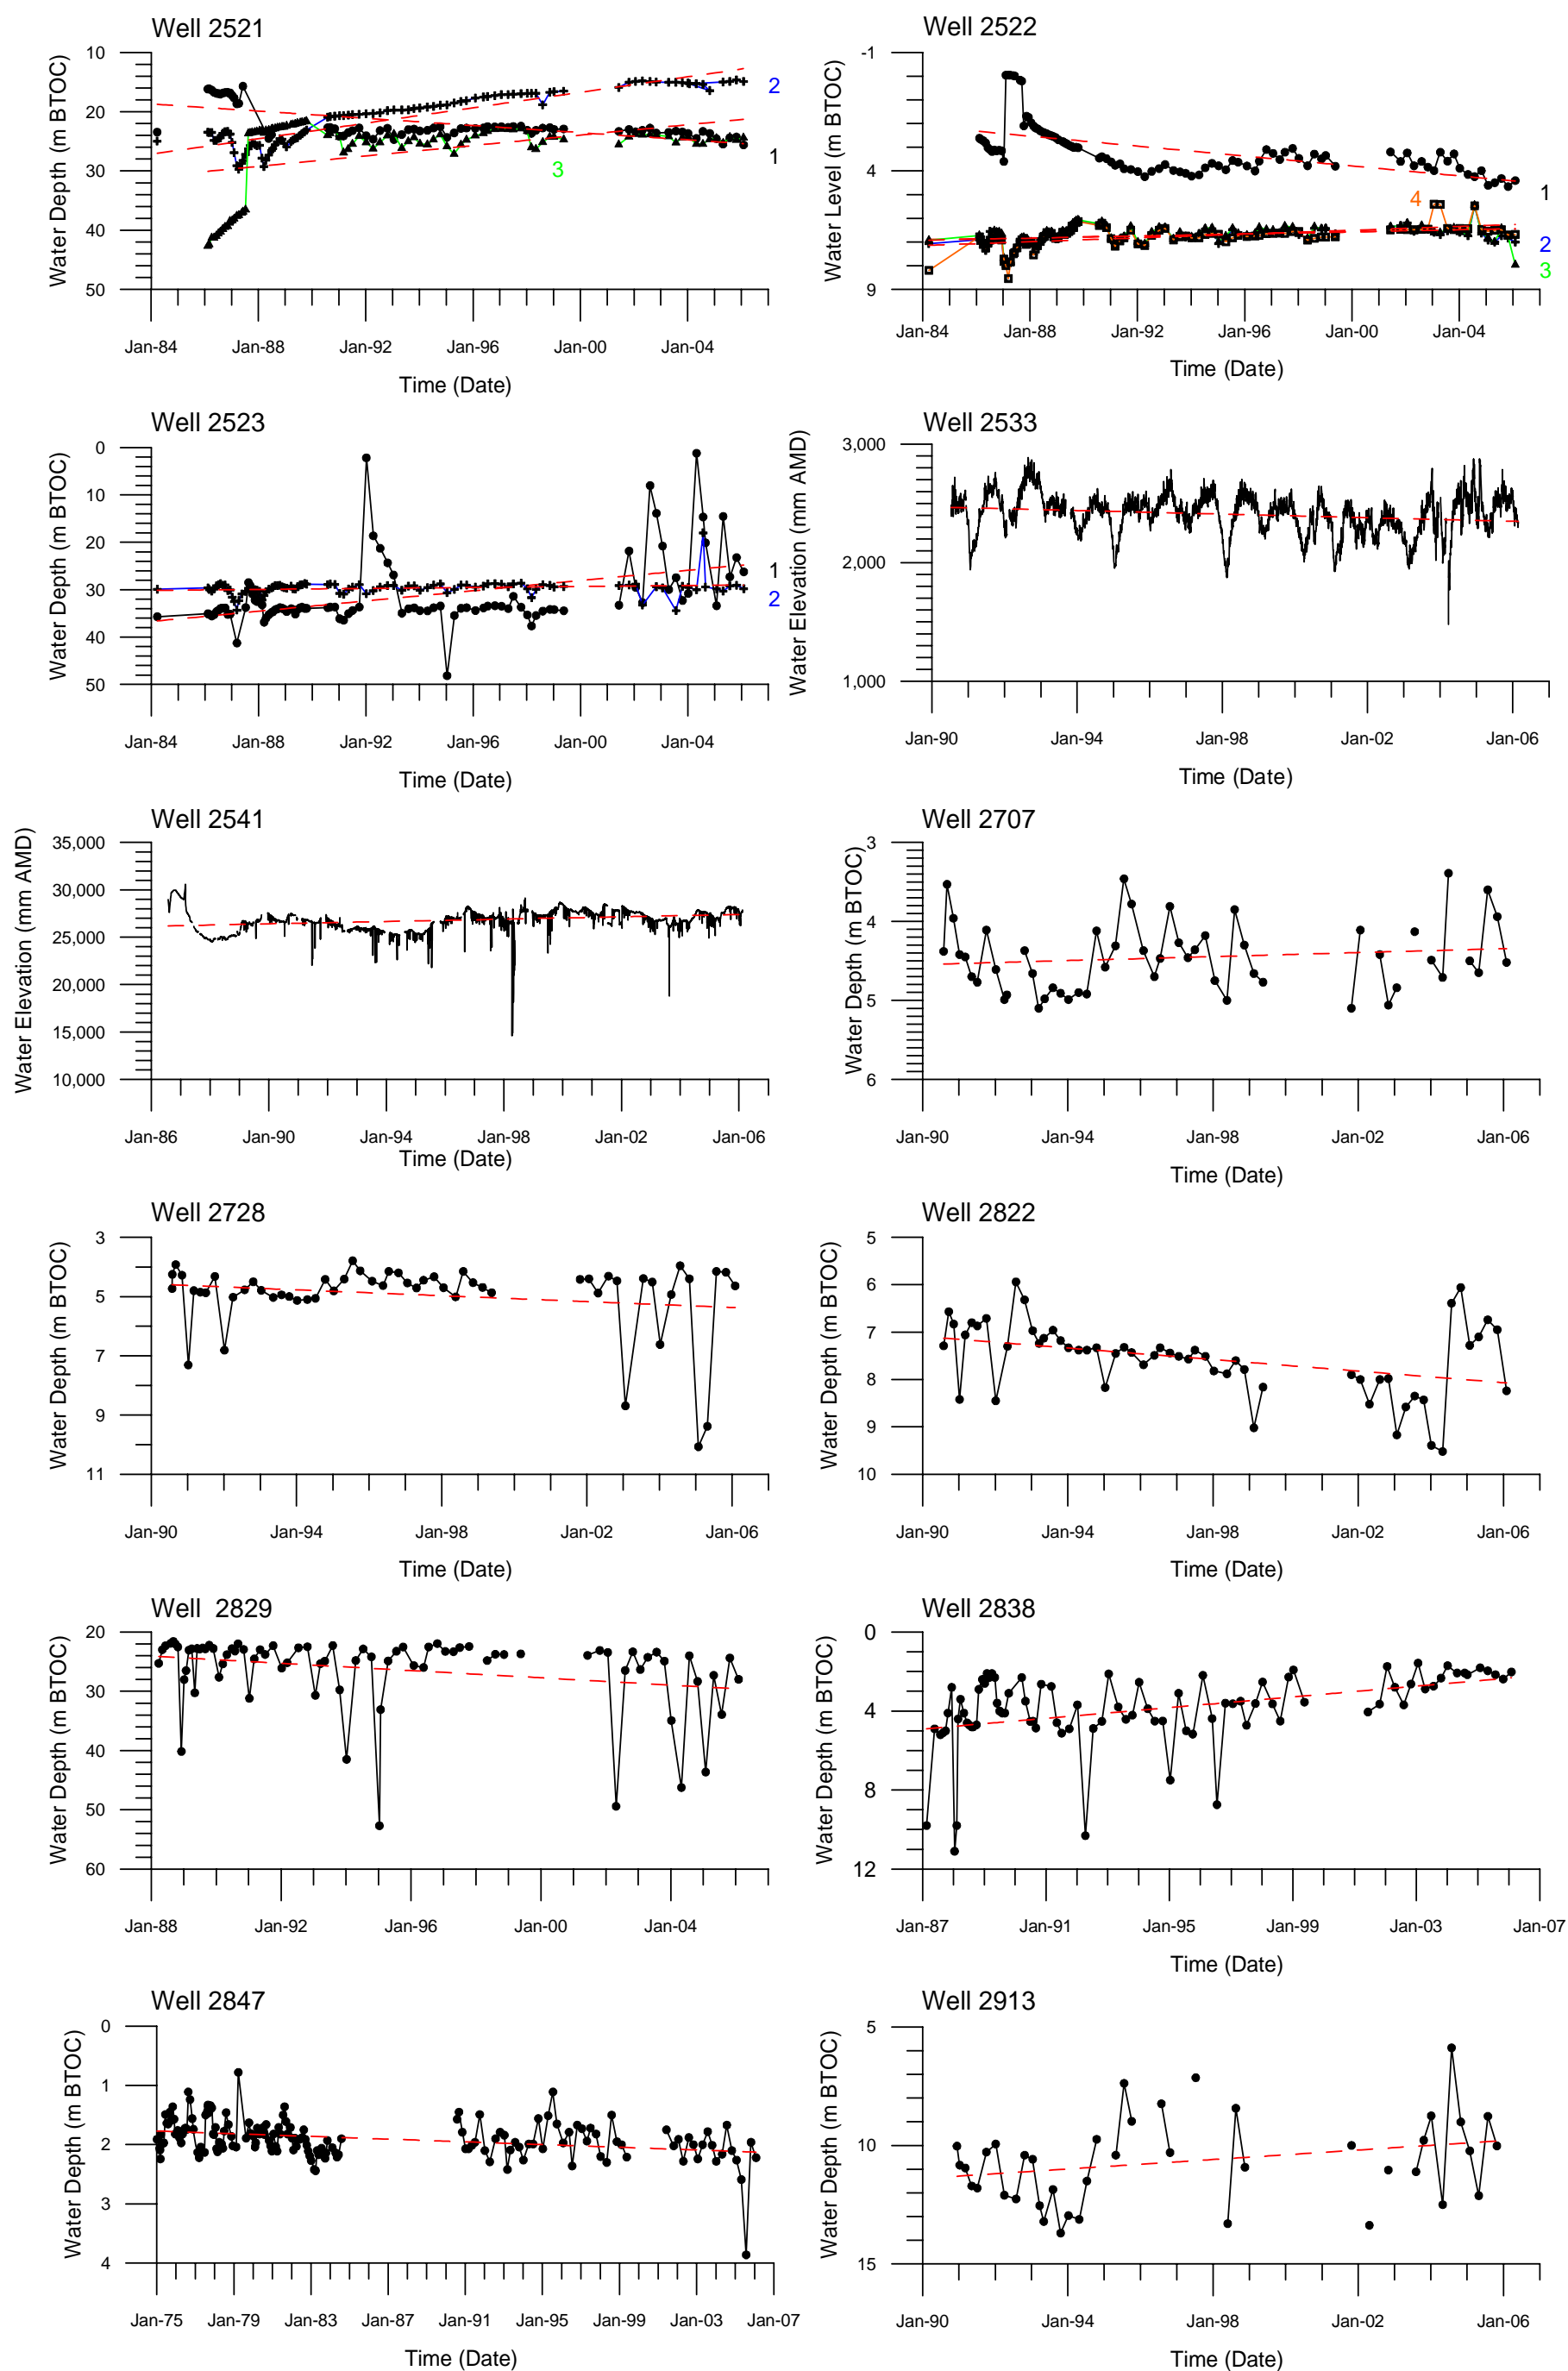 Well 2521
Water Depth (m BTOC)
10
20
30
40
50
2
1
3
Jan-84
Jan-88
Jan-92
Jan-96
Jan-00
Jan-04
Time (Date)
Well 2522
Water Level (m BTOC)
-1
4
9
1
4
2
3
Jan-84
Jan-88
Jan-92
Jan-96
Jan-00
Jan-04
Time (Date)
Well 2523
Water Depth (m BTOC)
0
10
20
30
40
50
1
2
Jan-84
Jan-88
Jan-92
Jan-96
Jan-00
Jan-04
Time (Date)
Well 2533
Water Elevation (mm AMD)
3,000
2,000
1,000
Jan-90
Jan-94
Jan-98
Jan-02
Jan-06
Time (Date)
Well 2541
Water Elevation (mm AMD)
35,000
30,000
25,000
20,000
15,000
10,000
Jan-86
Jan-90
Jan-94
Jan-98
Jan-02
Jan-06
Time (Date)
Well 2707
Water Depth (m BTOC)
3
4
5
6
Jan-90
Jan-94
Jan-98
Jan-02
Jan-06
Time (Date)
Well 2728
Water Depth (m BTOC)
3
5
7
9
11
Jan-90
Jan-94
Jan-98
Jan-02
Jan-06
Time (Date)
Well 2822
Water Depth (m BTOC)
5
6
7
8
9
10
Jan-90
Jan-94
Jan-98
Jan-02
Jan-06
Time (Date)
Well 2829
Water Depth (m BTOC)
20
30
40
50
60
Jan-88
Jan-92
Jan-96
Jan-00
Jan-04
Well 2838
Water Depth (m BTOC)
0
4
8
12
Jan-87
Jan-91
Jan-95
Jan-99
Jan-03
Jan-07
Time (Date)
Well 2847
Water Depth (m BTOC)
0
1
2
3
4
Jan-75
Jan-79
Jan-83
Jan-87
Jan-91
Jan-95
Jan-99
Jan-03
Jan-07
Time (Date)
Well 2913
Water Depth (m BTOC)
5
10
15
Jan-90
Jan-94
Jan-98
Jan-02
Jan-06
Time (Date)